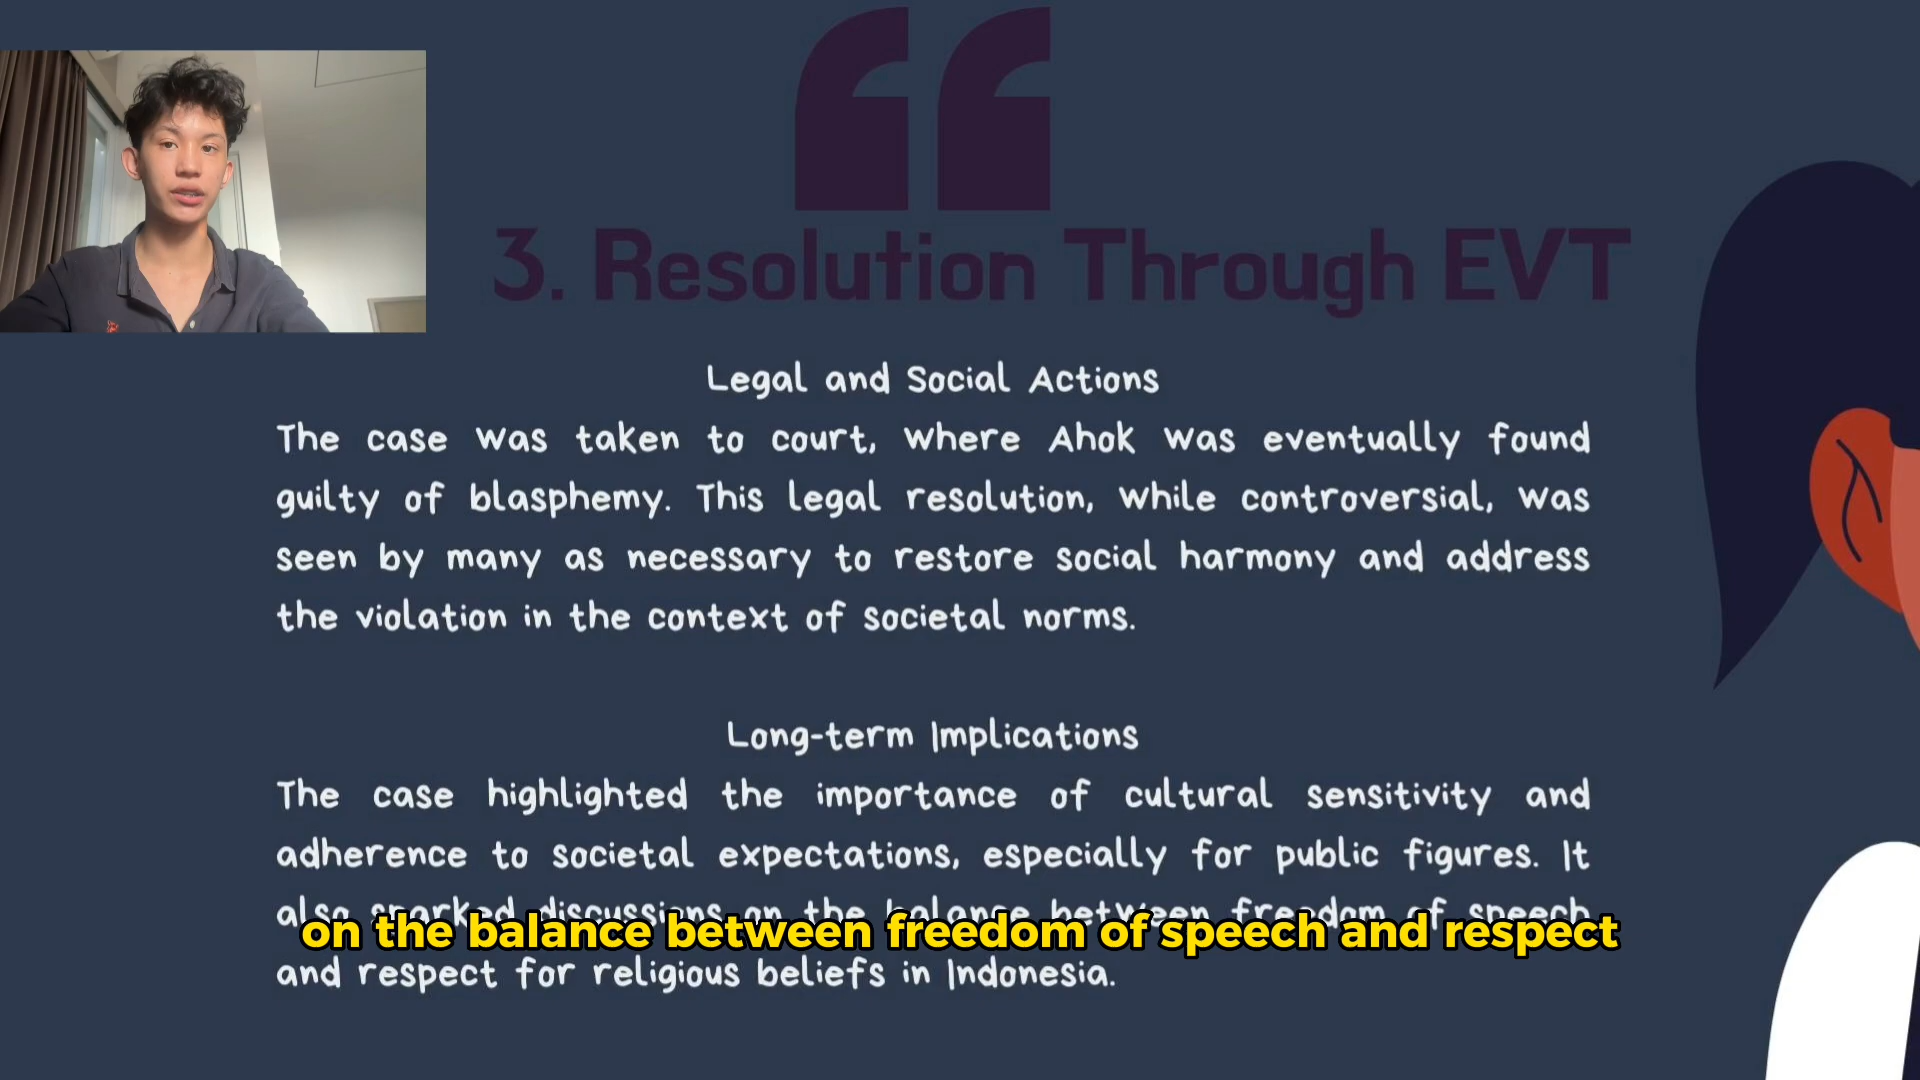 3. Resolution Through EVT
Legal and Social Actions
The case was taken to court, where Ahok was eventually found
guilty of blasphemy. This legal resolution, while controversial, was
seen by many as necessary to restore social harmony and address
the violation in the context of societal norms.
Long-term Implications
The case highlighted the importance of cultural sensitivity and
adherence to societal expectations, especially for public figures. It
also sparked discussions on the balance between freedom of speech
on the balance between freedom of speech and respect
and respect for religious beliefs in Indonesia.